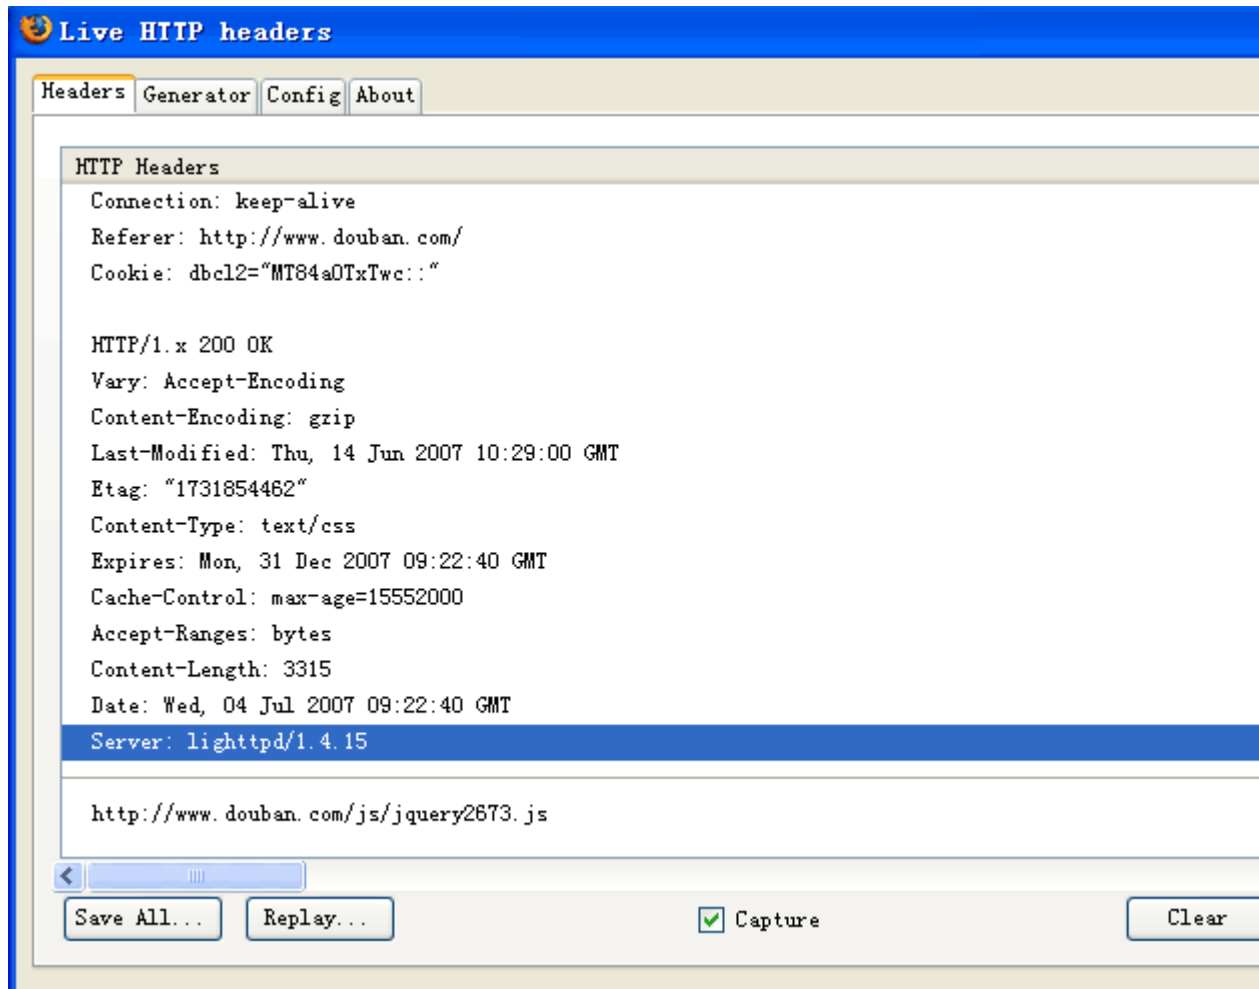 Live HTTP headers
Headers Generator Config About
HTTP Headers
Connection: keep-alive
Referer: http://www.douban.com/
Cookie: dbcl2="MT84aOTxTwc::"
HTTP/1.x 200 OK
Vary: Accept-Encoding
Content-Encoding: gzip
Last-Modified: Thu, 14 Jun 2007 10:29:00 GMT
Etag: "1731854462"
Content-Type: text/css
Expires: Mon, 31 Dec 2007 09:22:40 GMT
Cache-Control: max-age=15552000
Accept-Ranges: bytes
Content-Length: 3315
Date: Wed, 04 Jul 2007 09:22:40 GMT
Server: lighttpd/1.4.15
http://www.douban.com/js/jquery2673.js
Save All... Replay... Capture Clear